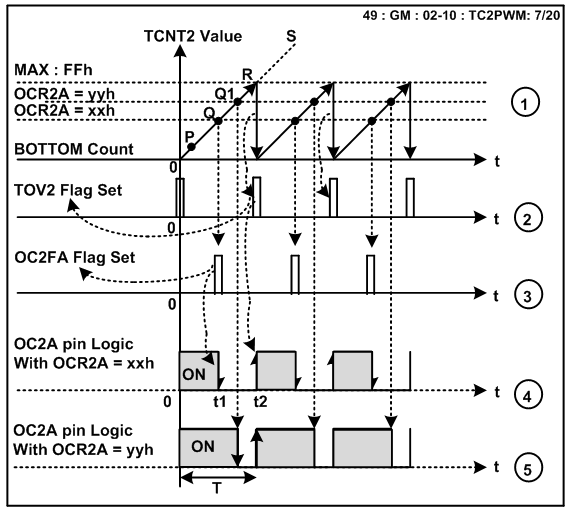 49 : GM : 02-10 : TC2PWM: 7/20
TCNT2 Value
S
MAX : FFh
R
OCR2A = yyh
Q1
1
OCR2A = xxh
Q
P
BOTTOM Count
0
t
TOV2 Flag Set
t
2
0
OC2FA Flag Set
t
3
0
OC2A pin Logic
With OCR2A = xxh
ON
0
t1
t2
t
4
OC2A pin Logic
With OCR2A = yyh
ON
t
5
T